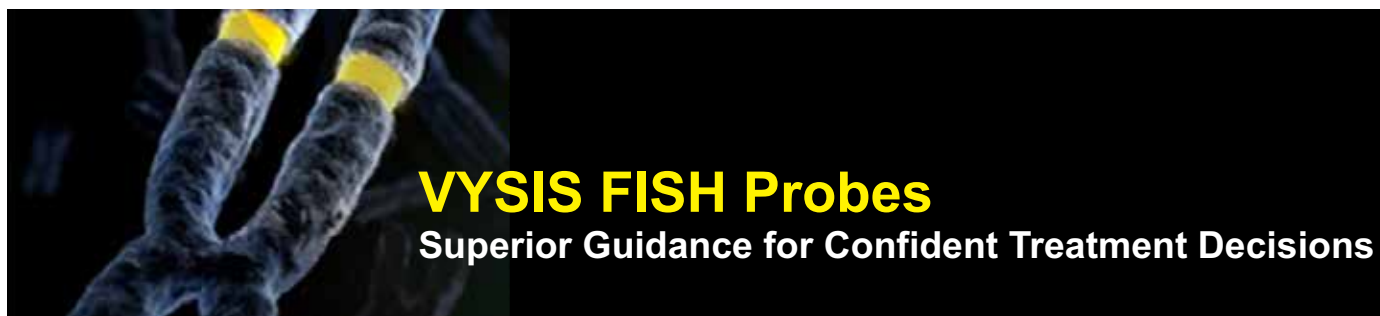 VYSIS FISH Probes
Superior Guidance for Confident Treatment Decisions